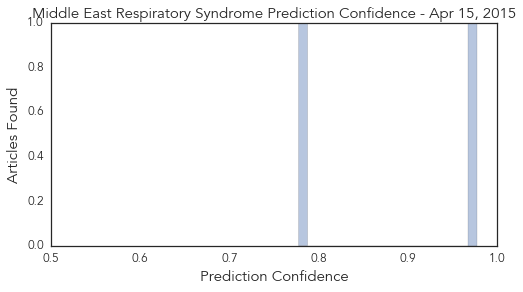 Middle East Respiratory Syndrome Prediction Confidence - Apr 15, 2015
1.0
0.8
0.6
0.4
0.2
0.0
Articles Found
0.5 0.6 0.7 0.8 0.9 1.0
Prediction Confidence